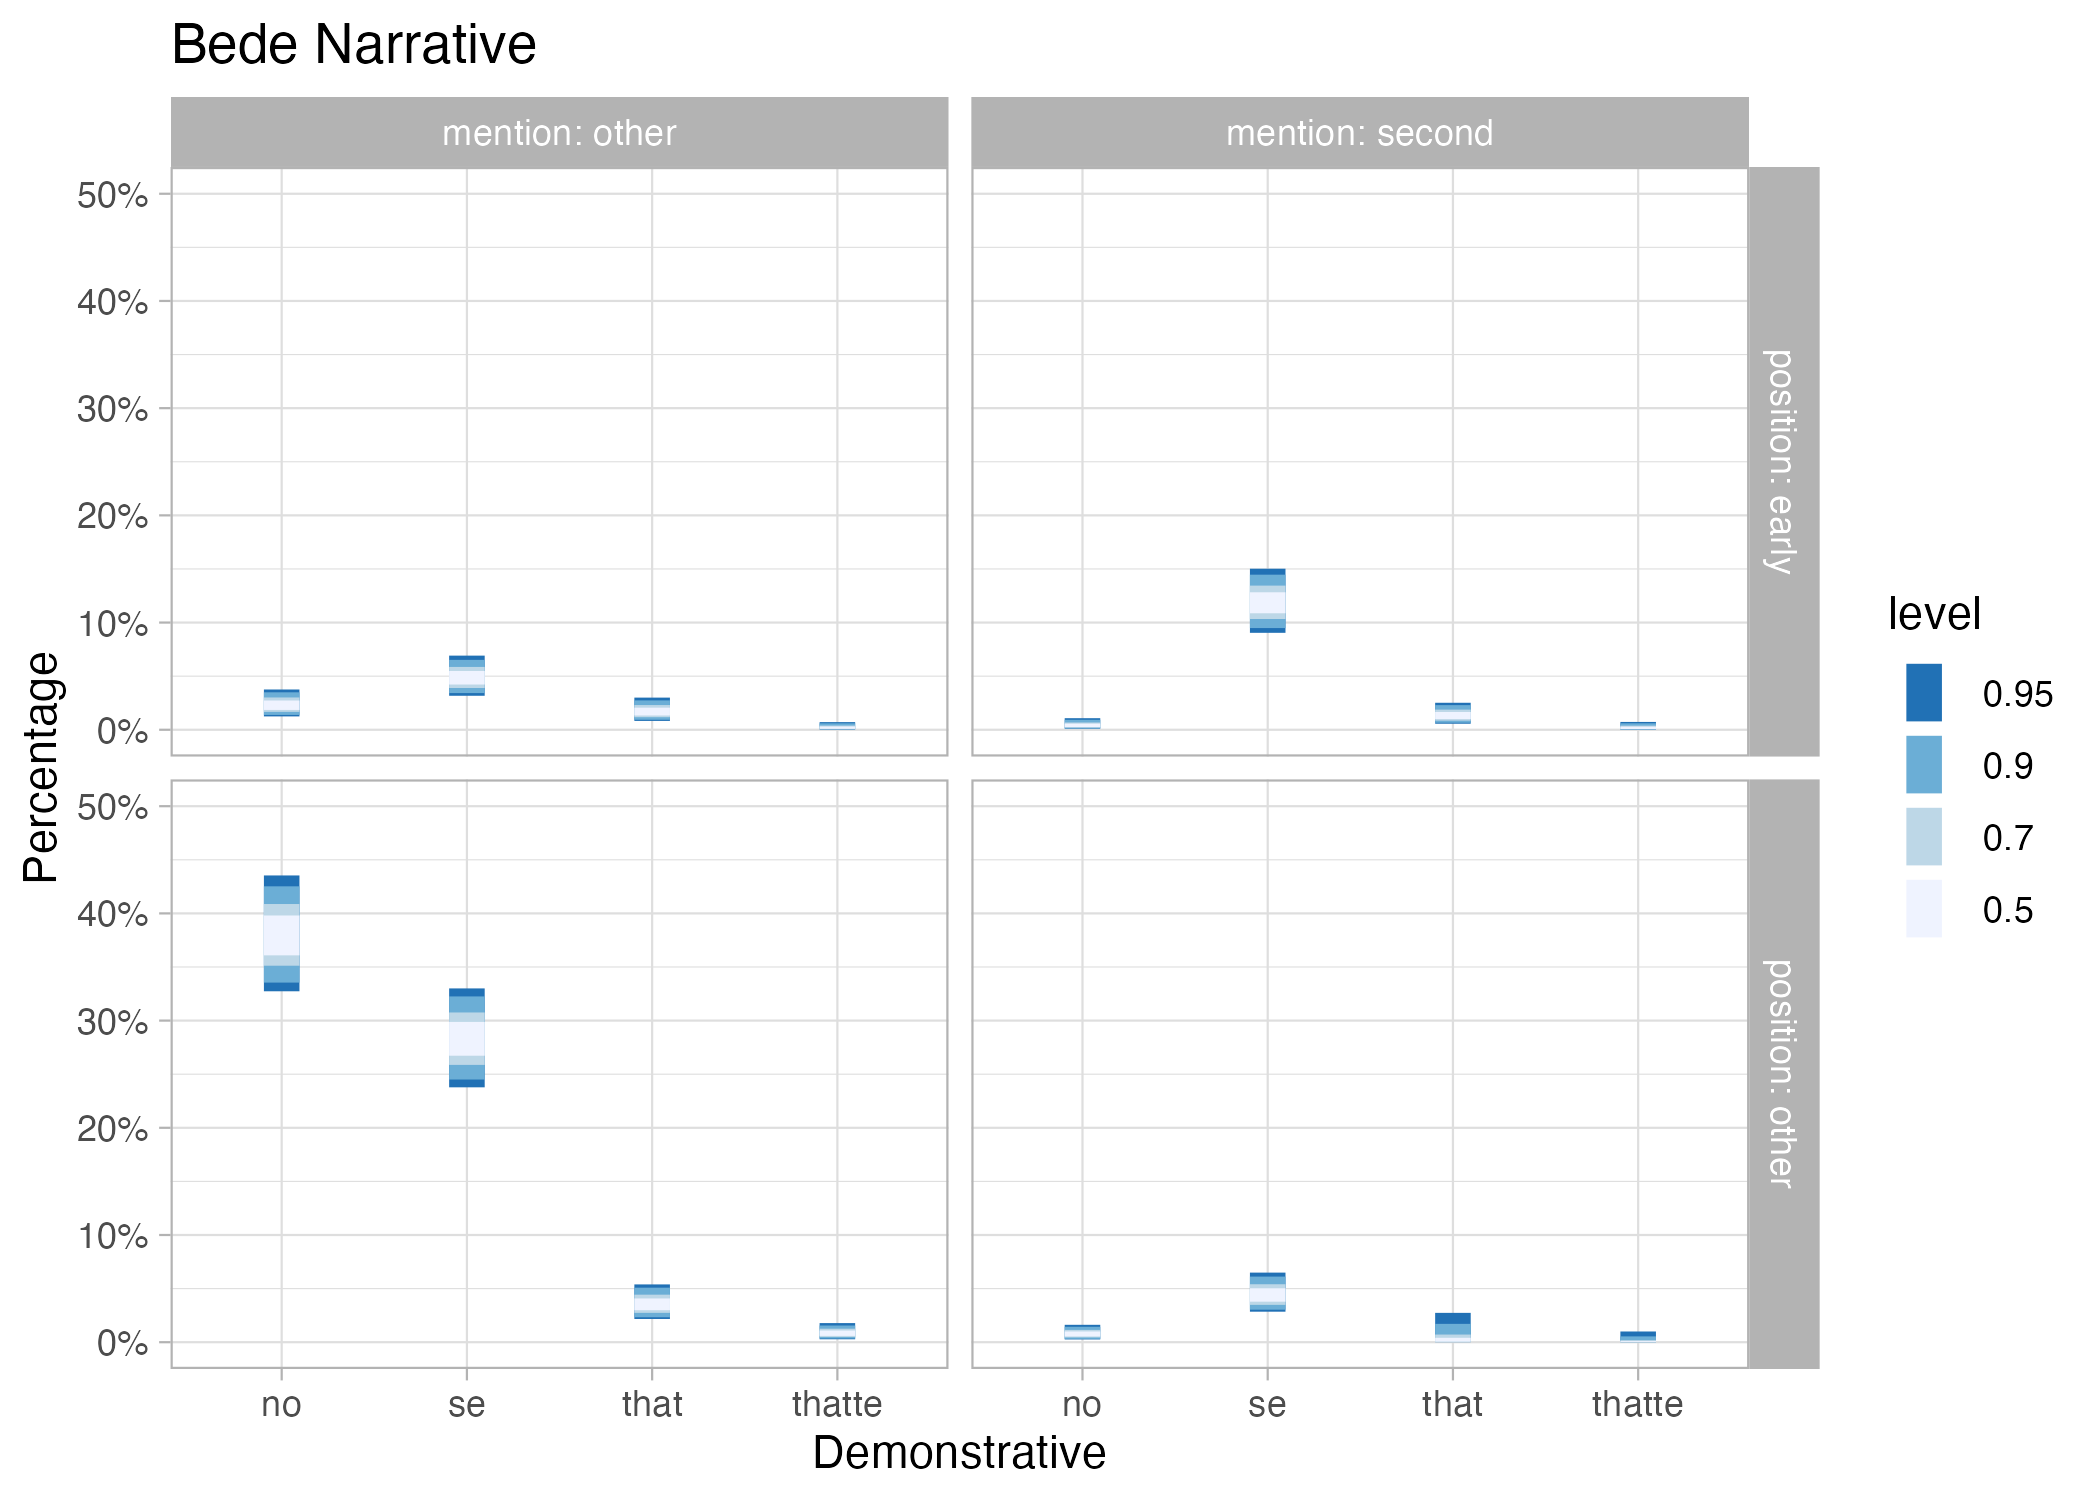 Bede Narrative
mention: other
mention: second
50%
40%
30%
20%
10%
0%
position: early
50%
40%
30%
20%
10%
0%
position: other
no
se
that
thatte
no
se
that
thatte
Demonstrative
Percentage
level
0.95
0.9
0.7
0.5